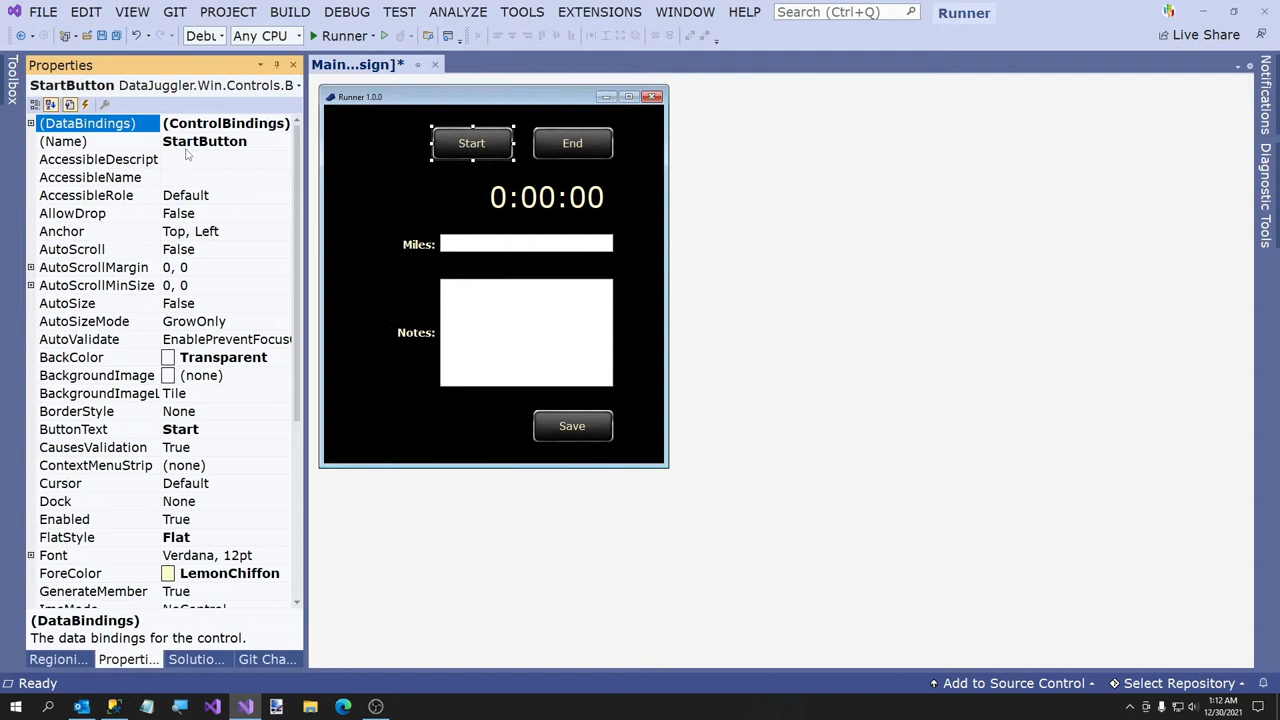 FILE EDIT VIEW GIT PROJECT BUILD DEBUG TEST ANALYZE TOOLS EXTENSIONS WINDOW HELP Search (Ctrl+Q) Runner
Debu Any CPU Runner Live Share
Toolbox
Properties
StartButton DataJuggler.Win.Controls.B
(DataBindings) (ControlBindings)
(Name) StartButton
AccessibleDescript
AccessibleName
AccessibleRole Default
AllowDrop False
Anchor Top, Left
AutoScroll False
AutoScrollMargin 0, 0
AutoScrollMinSize 0, 0
AutoSize False
AutoSizeMode GrowOnly
AutoValidate EnablePreventFocus
BackColor Transparent
BackgroundImage (none)
BackgroundImageL Tile
BorderStyle None
ButtonText Start
CausesValidation True
ContextMenuStrip (none)
Cursor Default
Dock None
Enabled True
FlatStyle Flat
Font Verdana, 12pt
ForeColor LemonChiffon
GenerateMember True
ImeMode NoControl
(DataBindings)
The data bindings for the control.
Regioni... Properti... Solutio... Git Cha...
Main...sign]*
Runner 1.0.0
Start End
0:00:00
Miles:
Notes:
Save
Notifications
Diagnostic Tools
Ready Add to Source Control Select Repository
1:12 AM
12/30/2021